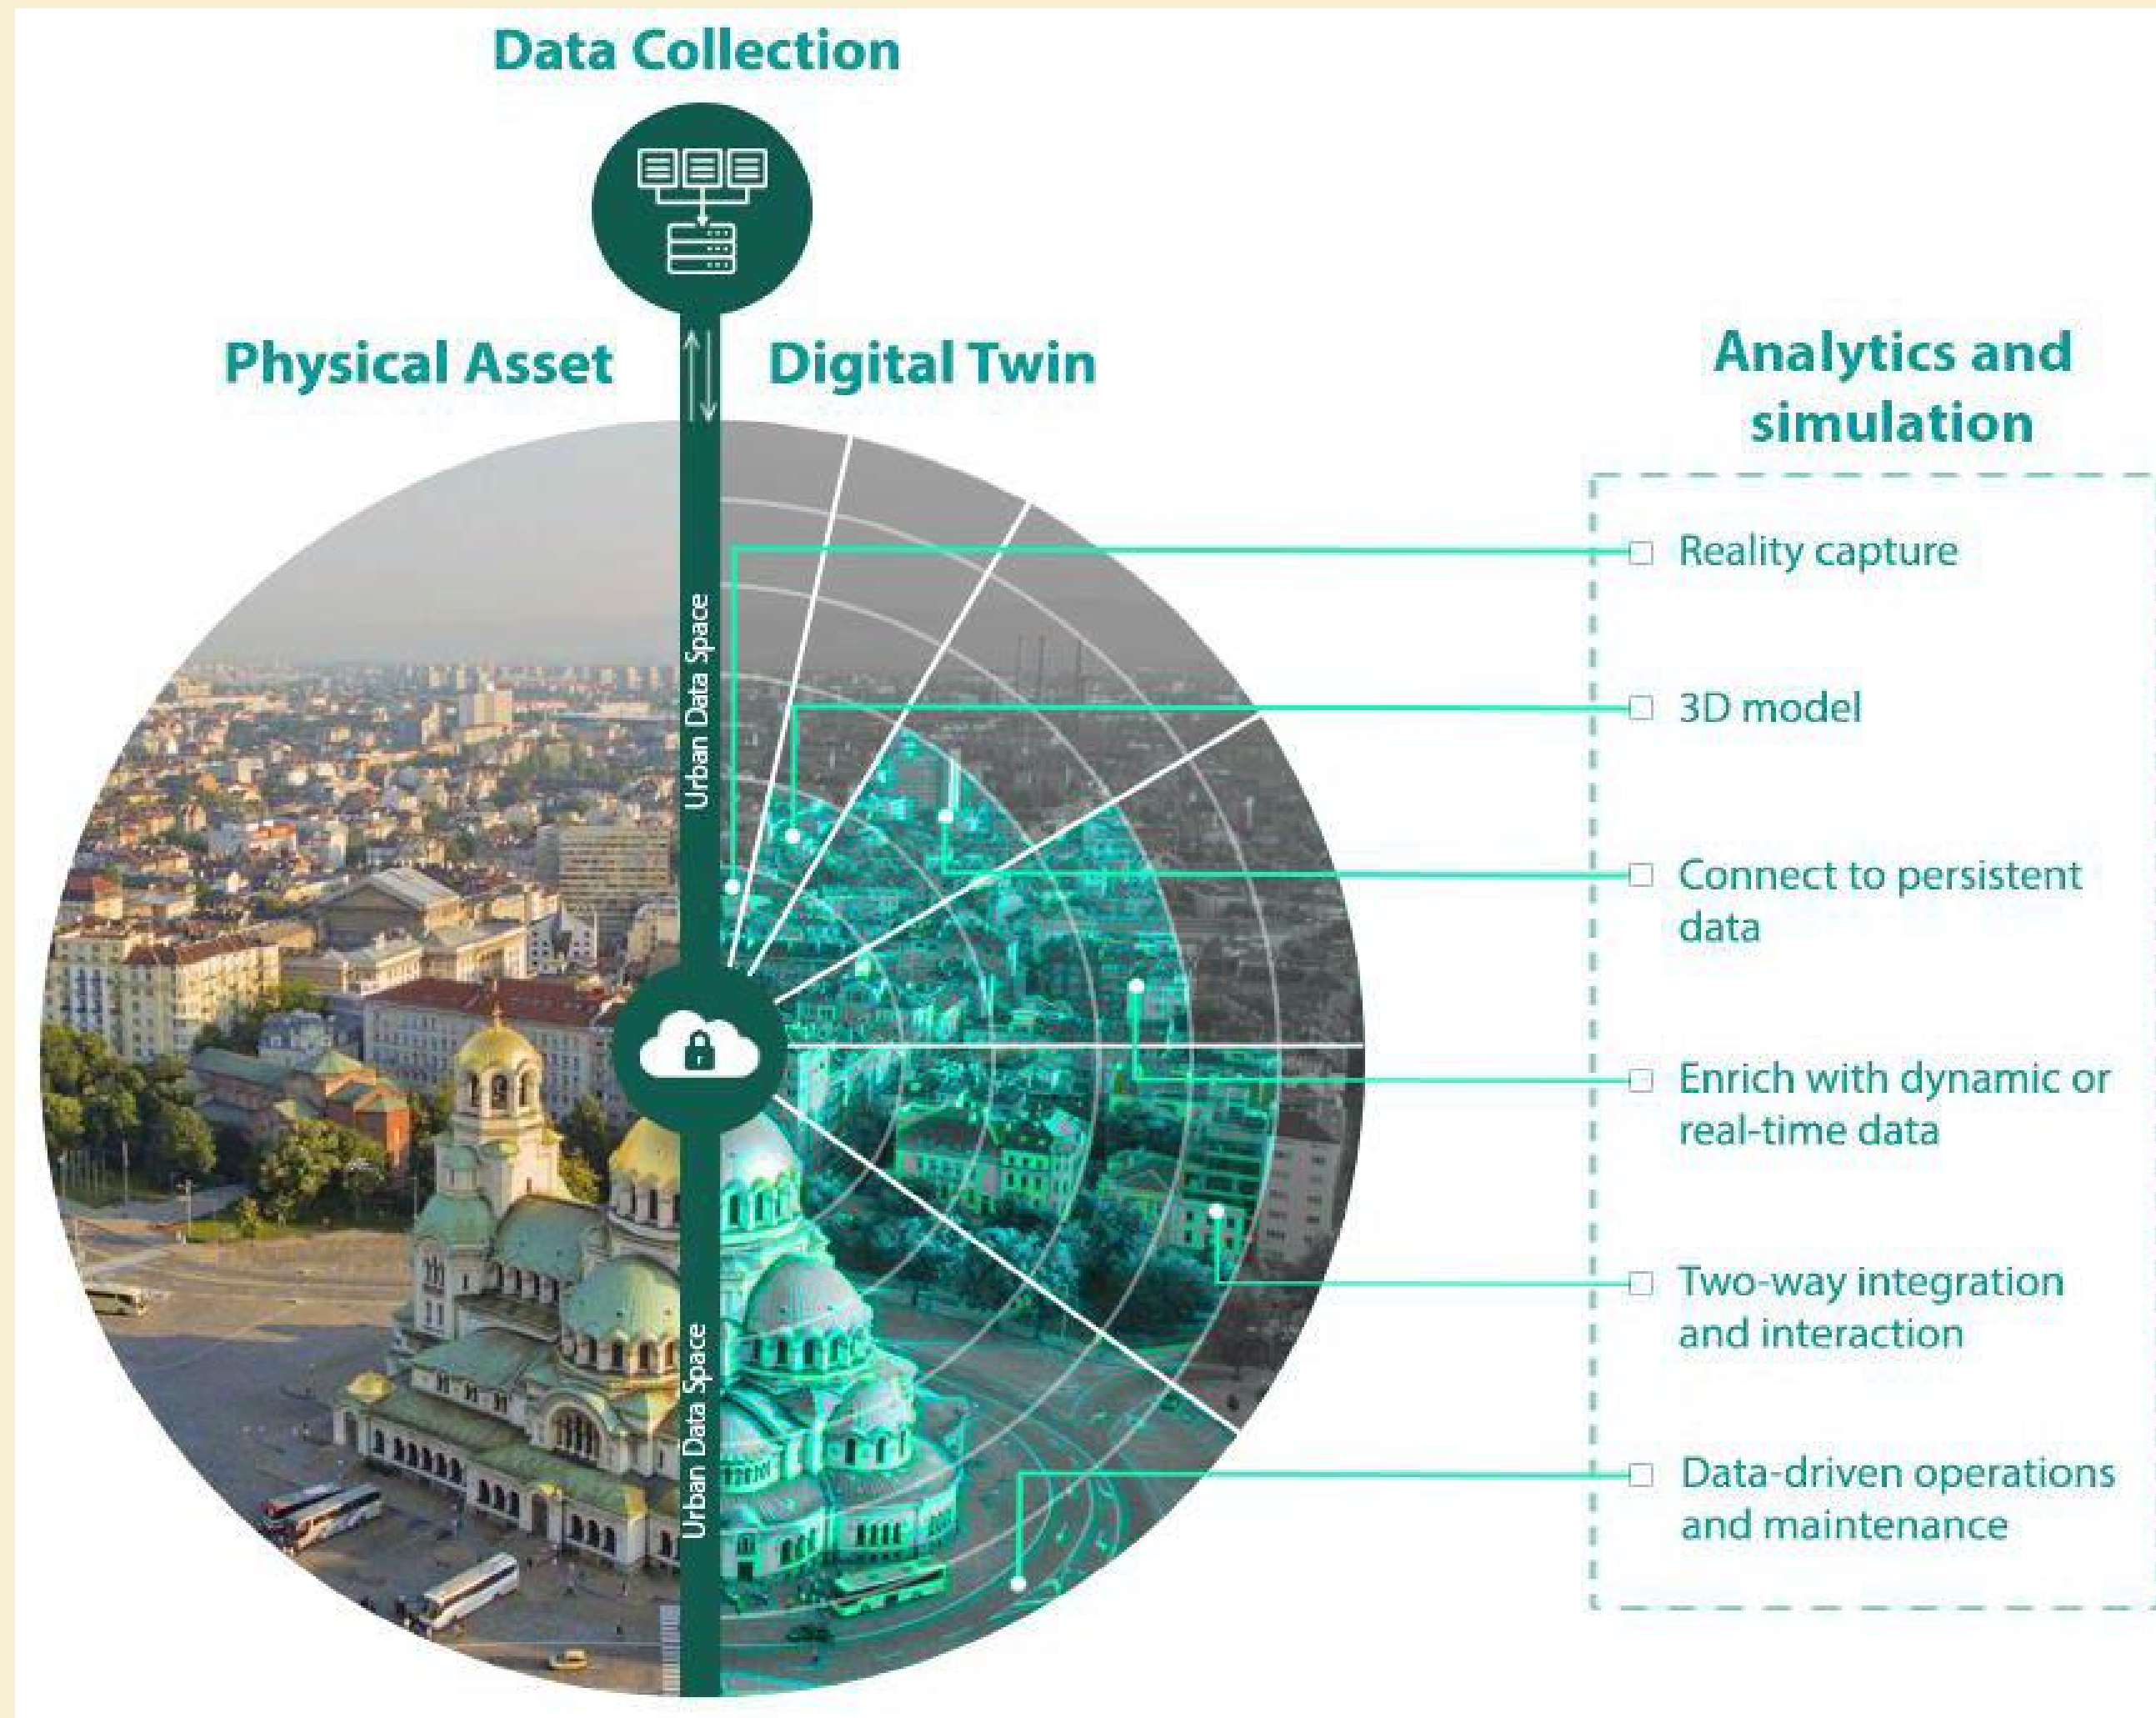 Data Collection
Physical Asset
Digital Twin
Urban Data Space
Urban Data Space
Analytics and
simulation
Reality capture
3D model
Connect to persistent
data
Enrich with dynamic or
real-time data
Two-way integration
and interaction
Data-driven operations
and maintenance